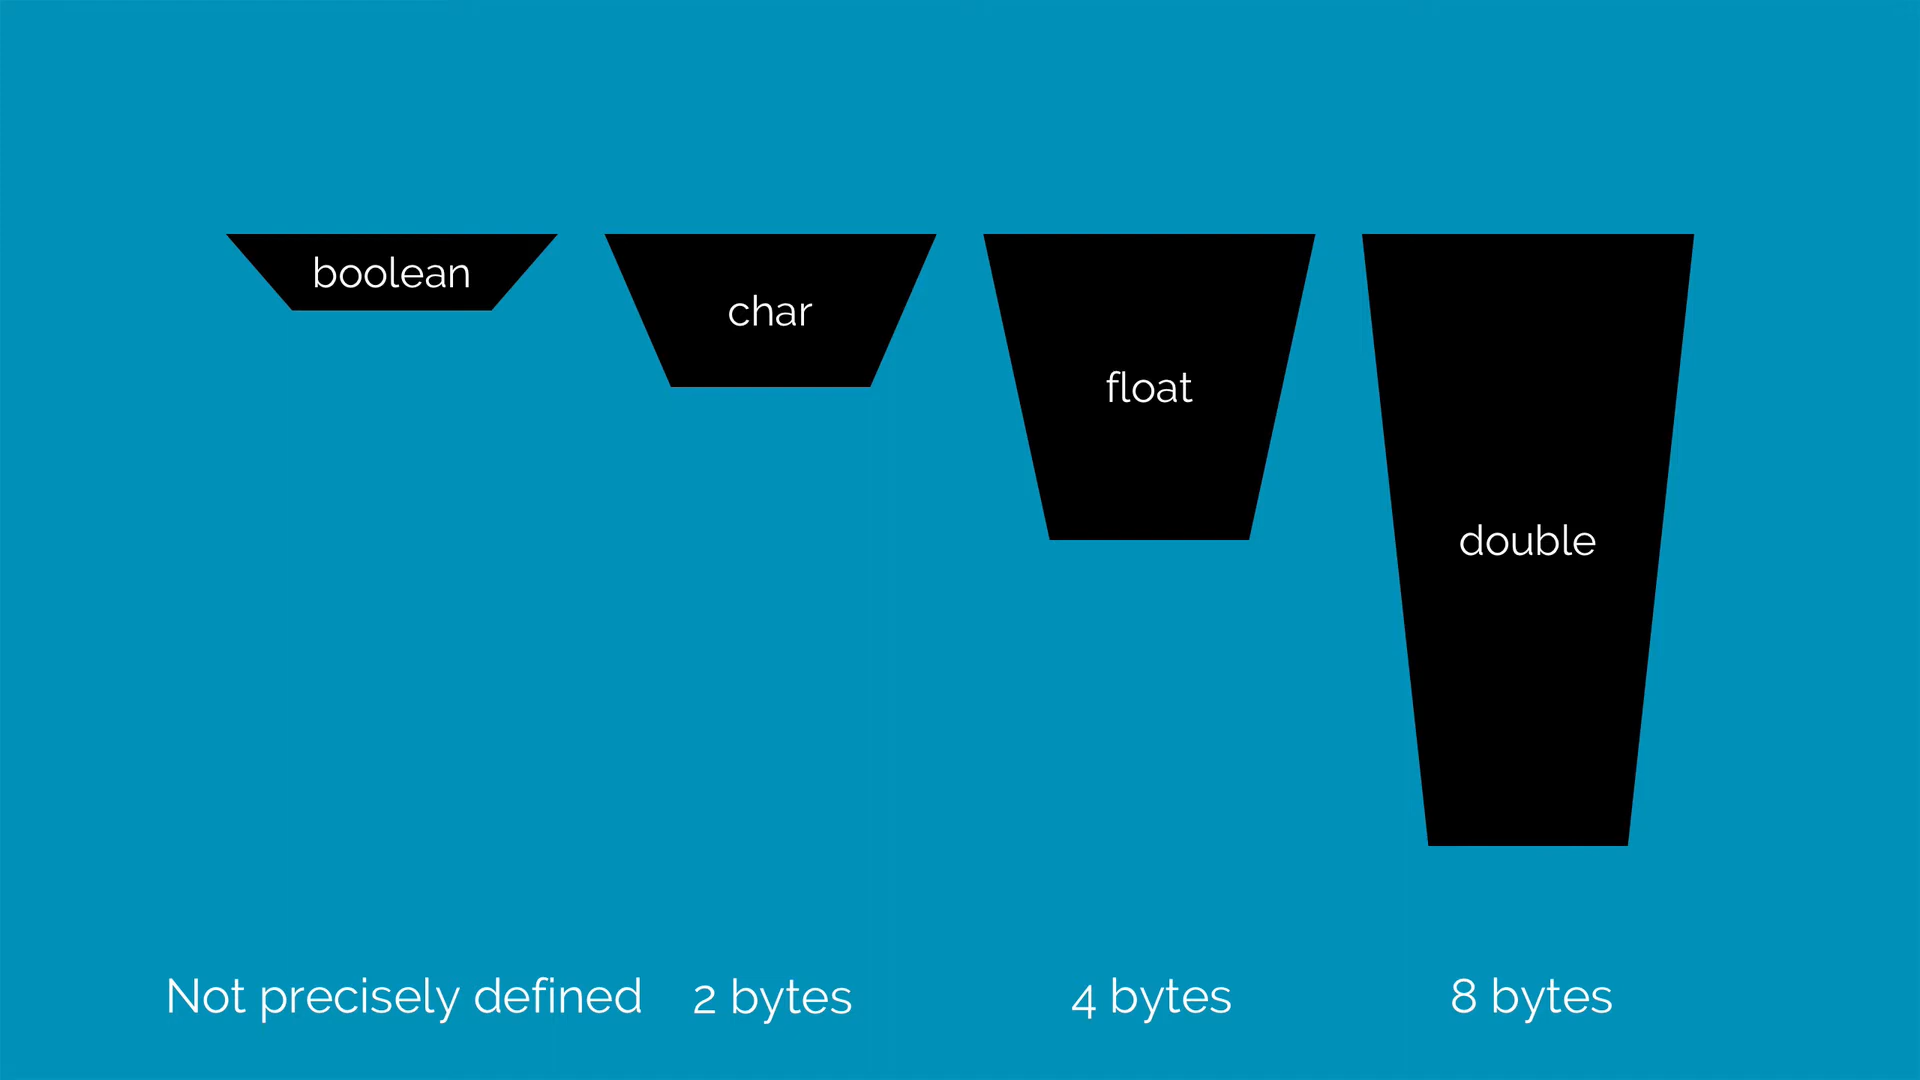 boolean
char
float
double
Not precisely defined
2 bytes
4 bytes
8 bytes